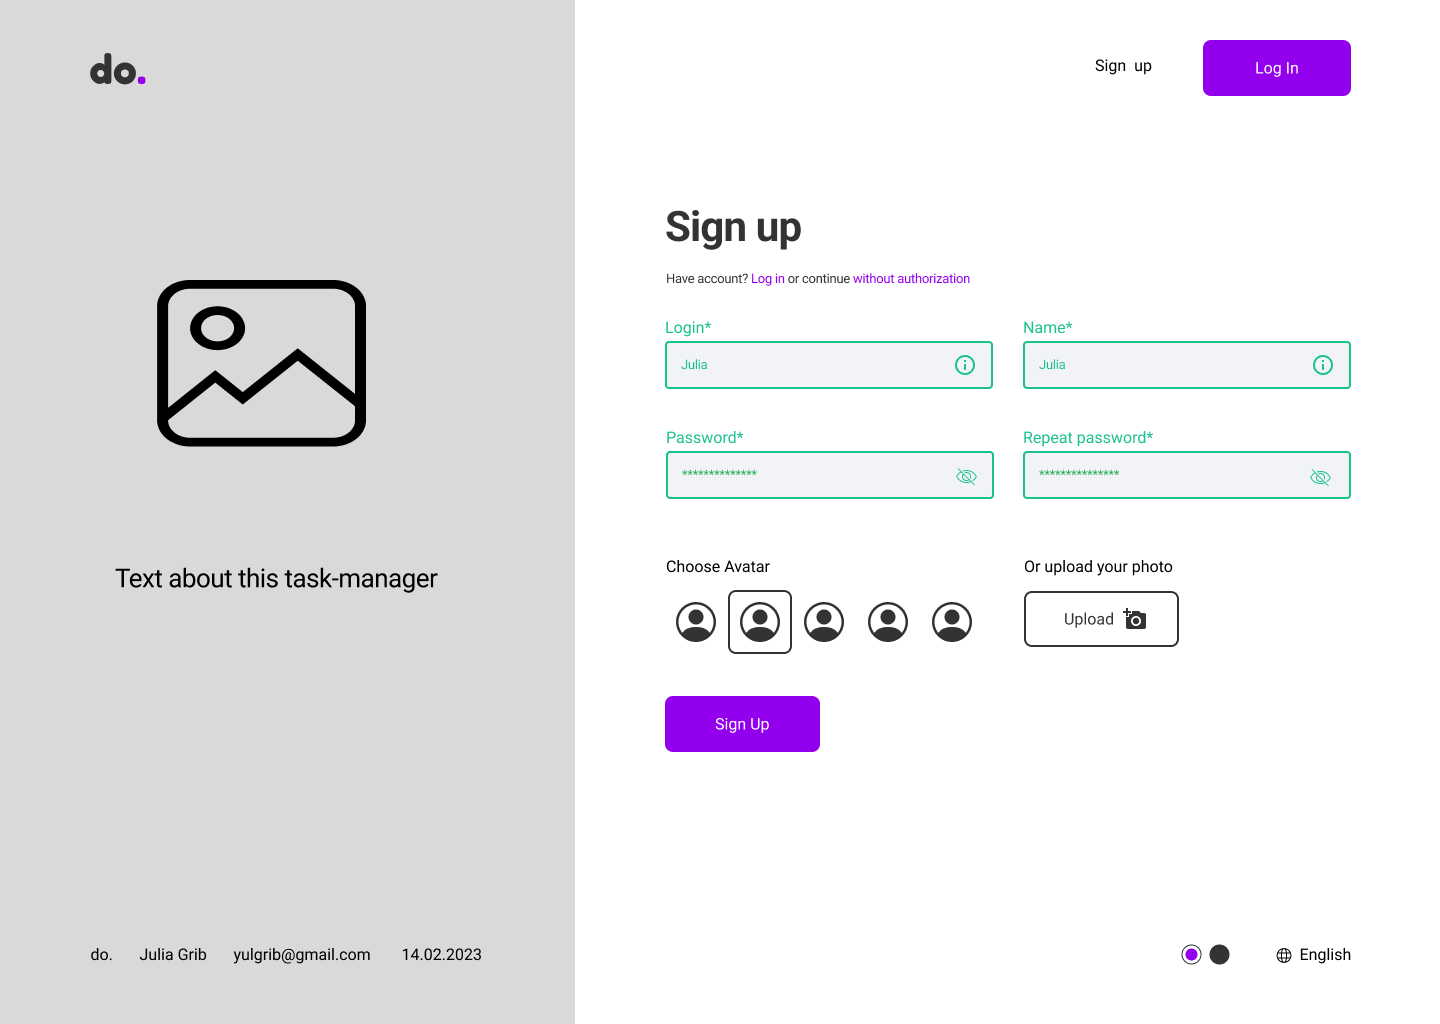 do.
Sign up
Log In
Sign up
Have account? Log in or continue without authorization
Login*
Name*
Julia
Julia
Password*
Repeat password*
**************
***************
Text about this task-manager
Choose Avatar
Or upload your photo
Upload
Sign Up
do. Julia Grib yulgrib@gmail.com 14.02.2023
English